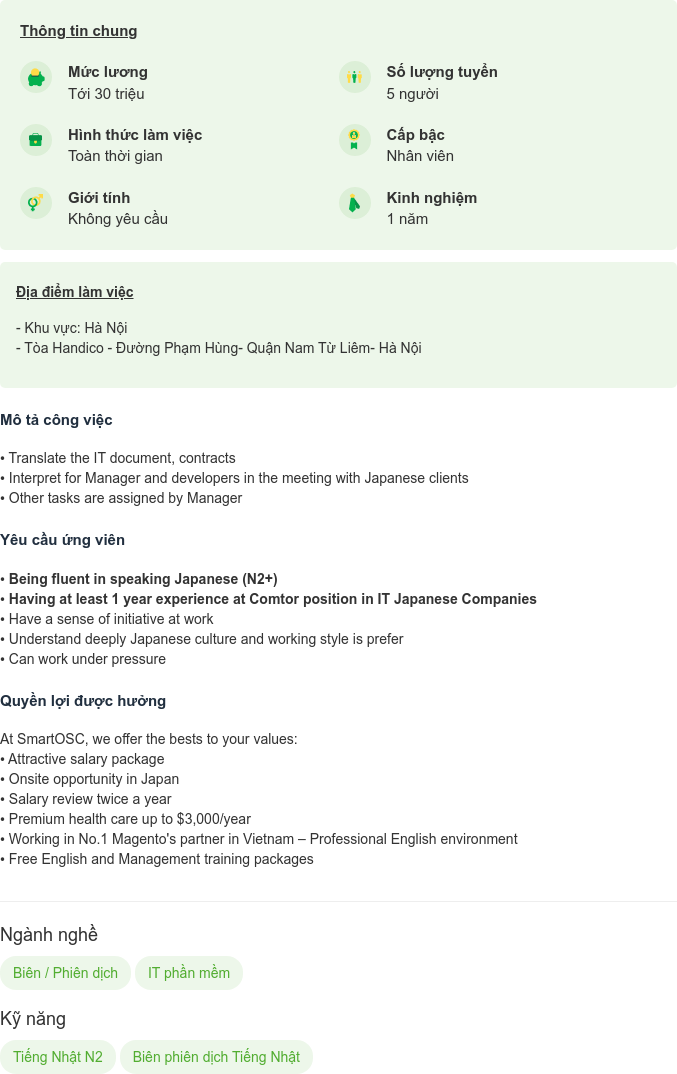 Thông tin chung
Mức lương
Tới 30 triệu
Số lượng tuyển
5 người
Hình thức làm việc
Toàn thời gian
Cấp bậc
Nhân viên
Giới tính
Không yêu cầu
Kinh nghiệm
1 năm
Địa điểm làm việc
- Khu vực: Hà Nội
- Tòa Handico - Đường Phạm Hùng- Quận Nam Từ Liêm- Hà Nội
Mô tả công việc
• Translate the IT document, contracts
• Interpret for Manager and developers in the meeting with Japanese clients
• Other tasks are assigned by Manager
Yêu cầu ứng viên
• Being fluent in speaking Japanese (N2+)
• Having at least 1 year experience at Comtor position in IT Japanese Companies
• Have a sense of initiative at work
• Understand deeply Japanese culture and working style is prefer
• Can work under pressure
Quyền lợi được hưởng
At SmartOSC, we offer the bests to your values:
• Attractive salary package
• Onsite opportunity in Japan
• Salary review twice a year
• Premium health care up to $3,000/year
• Working in No.1 Magento's partner in Vietnam – Professional English environment
• Free English and Management training packages
Ngành nghề
Biên / Phiên dịch
IT phần mềm
Kỹ năng
Tiếng Nhật N2
Biên phiên dịch Tiếng Nhật